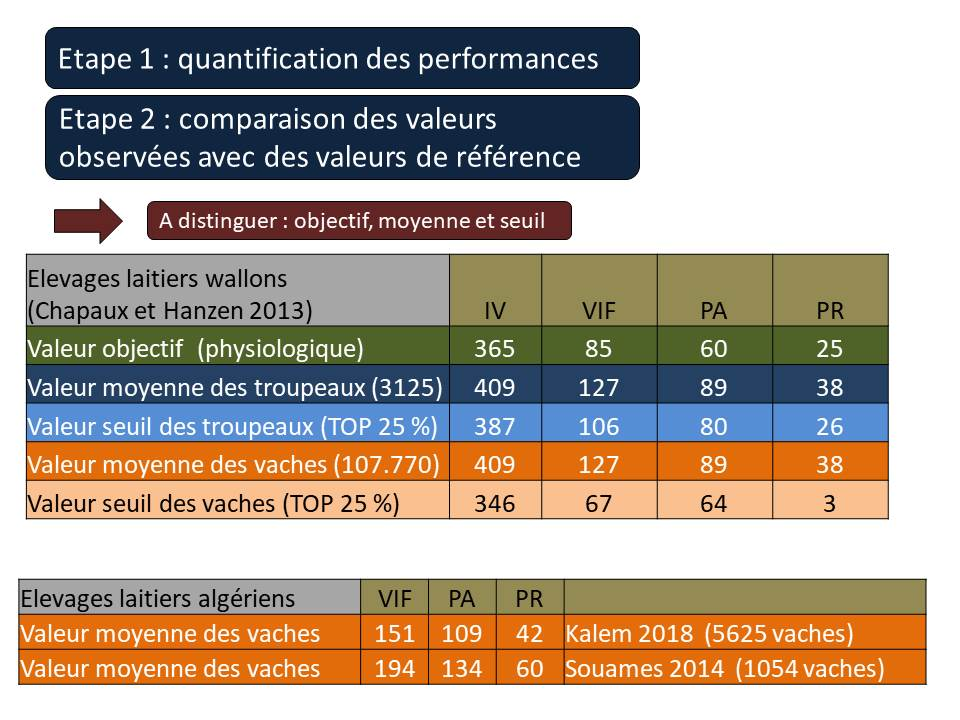 Etape 1 : quantification des performances
Etape 2 : comparaison des valeurs
observées avec des valeurs de référence
A distinguer : objectif, moyenne et seuil
Elevages laitiers wallons
(Chapaux et Hanzen 2013) IV VIF PA PR
Valeur objectif (physiologique) 365 85 60 25
Valeur moyenne des troupeaux (3125) 409 127 89 38
Valeur seuil des troupeaux (TOP 25 %) 387 106 80 26
Valeur moyenne des vaches (107.770) 409 127 89 38
Valeur seuil des vaches (TOP 25 %) 346 67 64 3
Elevages laitiers algériens VIF PA PR
Valeur moyenne des vaches 151 109 42 Kalem 2018 (5625 vaches)
Valeur moyenne des vaches 194 134 60 Souames 2014 (1054 vaches)